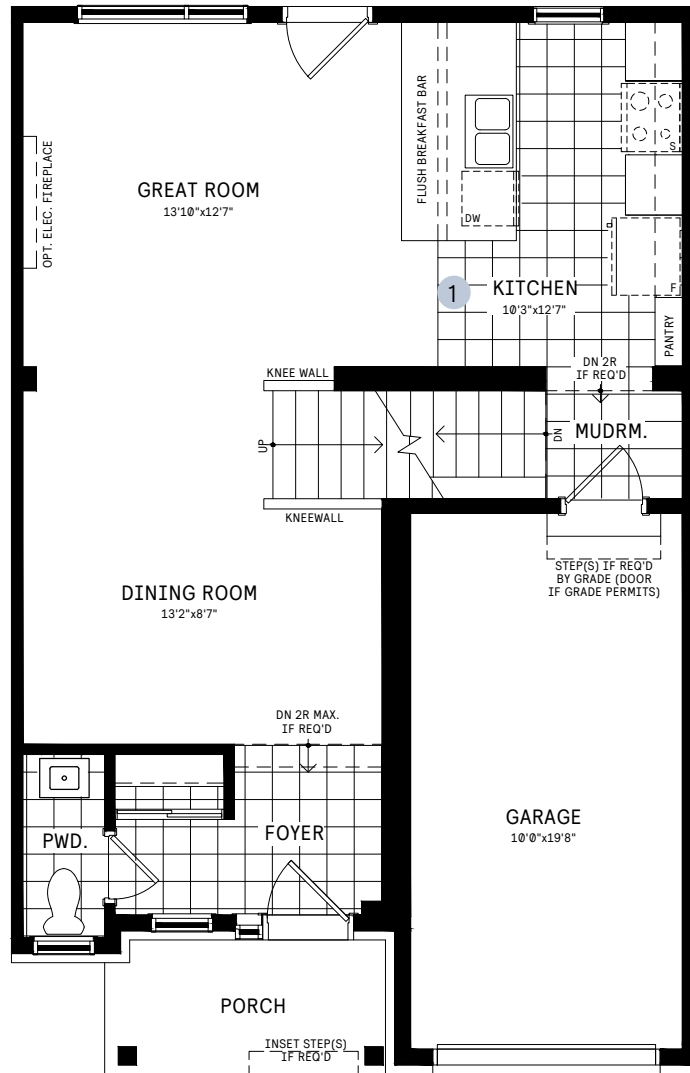 FLUSH BREAKFAST BAR
S
OPT. ELEC. FIREPLACE
GREAT ROOM
13'10"x12'7"
DW
1
KITCHEN
10'3"x12'7"
F
PANTRY
KNEE WALL
DN 2R
IF REQ'D
UP
DN
MUDRM.
KNEEWALL
STEP(S) IF REQ'D
BY GRADE (DOOR
IF GRADE PERMITS)
DINING ROOM
13'2"x8'7"
DN 2R MAX.
IF REQ'D
PWD.
FOYER
GARAGE
10'0"x19'8"
PORCH
INSET STEP(S)
IF REQ'D